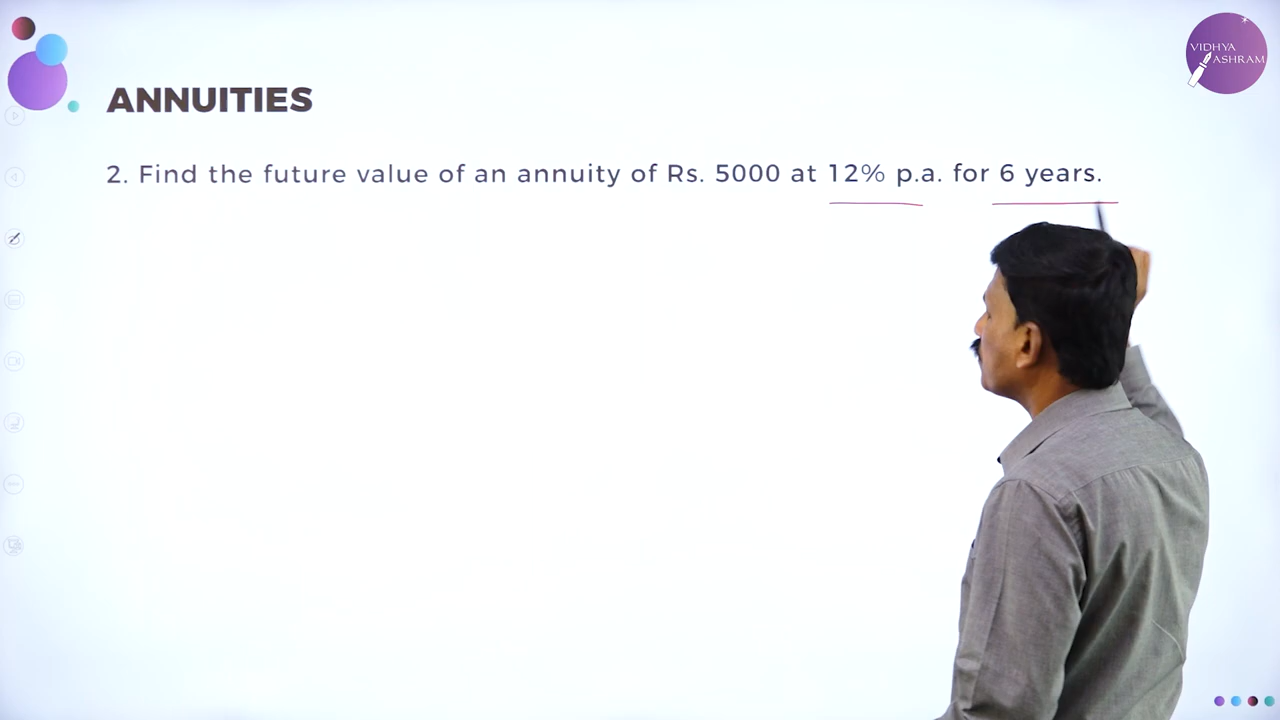 VIDHYA
ASHRAM
ANNUITIES
2. Find the future value of an annuity of Rs. 5000 at 12% p.a. for 6 years.